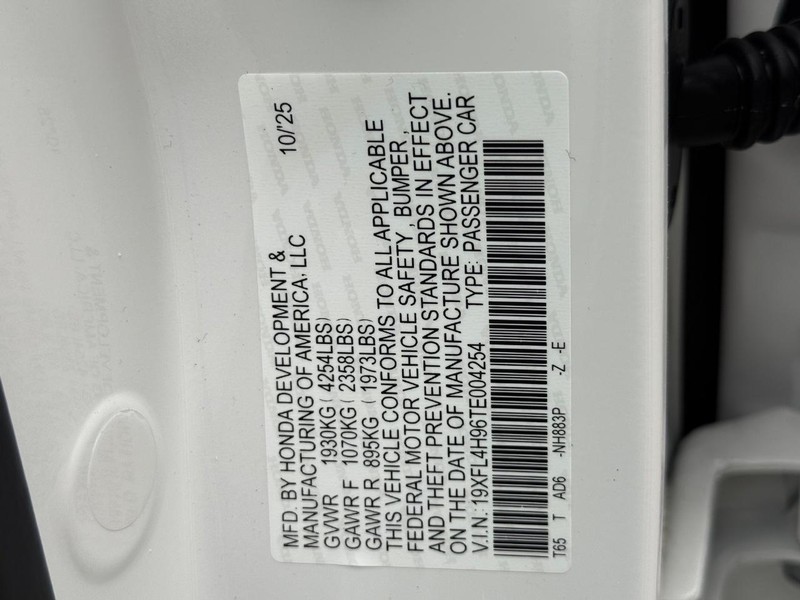 MFD. BY HONDA DEVELOPMENT &
MANUFACTURING OF AMERICA, LLC 10/'25
GVWR 1930KG ( 4254LBS)
GAWR F 1070KG ( 2358LBS)
GAWR R 895KG ( 1973LBS)
THIS VEHICLE CONFORMS TO ALL APPLICABLE
FEDERAL MOTOR VEHICLE SAFETY , BUMPER ,
AND THEFT PREVENTION STANDARDS IN EFFECT
ON THE DATE OF MANUFACTURE SHOWN ABOVE.
V.I.N: 19XFL4H96TE004254 TYPE: PASSENGER CAR
T65 T AD6 -NH883P -Z -E